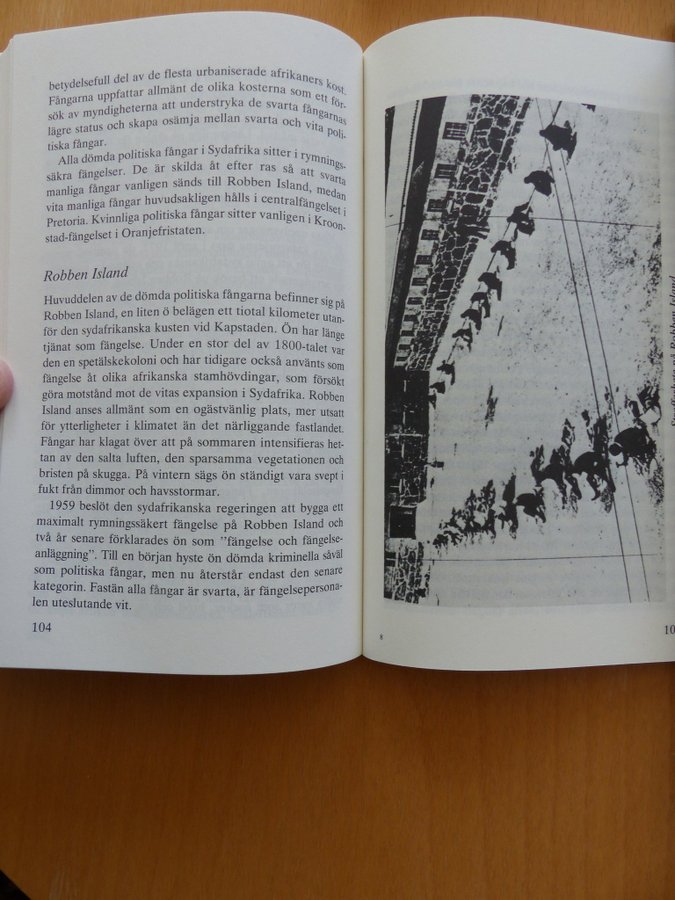 betydelsefull del av de flesta urbaniserade afrikaners kost.
Fångarna uppfattar allmänt de olika kosterna som ett för-
sök av myndigheterna att understryka de svarta fångarnas
lägre status och skapa osämja mellan svarta och vita poli-
tiska fångar.
Alla dömda politiska fångar i Sydafrika sitter i rymnings-
säkra fängelser. De är skilda åt efter ras så att svarta
manliga fångar vanligen sänds till Robben Island, medan
vita manliga fångar huvudsakligen hålls i centralfängelset i
Pretoria. Kvinnliga politiska fångar sitter vanligen i Kroon-
stad-fängelset i Oranjefristaten.
Robben Island
Huvuddelen av de dömda politiska fångarna befinner sig på
Robben Island, en liten ö belägen ett tiotal kilometer utan-
för den sydafrikanska kusten vid Kapstaden. Ön har länge
tjänat som fängelse. Under en stor del av 1800-talet var
den en spetälskekoloni och har tidigare också använts som
fängelse åt olika afrikanska stamhövdingar, som försökt
göra motstånd mot de vitas expansion i Sydafrika. Robben
Island anses allmänt som en ogästvänlig plats, mer utsatt
för ytterligheter i klimatet än det närliggande fastlandet.
Fångar har klagat över att på sommaren intensifieras het-
tan av den salta luften, den sparsamma vegetationen och
bristen på skugga. På vintern sägs ön ständigt vara svept i
fukt från dimmor och havsstormar.
1959 beslöt den sydafrikanska regeringen att bygga ett
maximalt rymningssäkert fängelse på Robben Island och
två år senare förklarades ön som ”fängelse och fängelse-
anläggning”. Till en början hyste ön dömda kriminella såväl
som politiska fångar, men nu återstår endast den senare
kategorin. Fastän alla fångar är svarta, är fängelsepersona-
len uteslutande vit.
104
på Robben Island
8
10